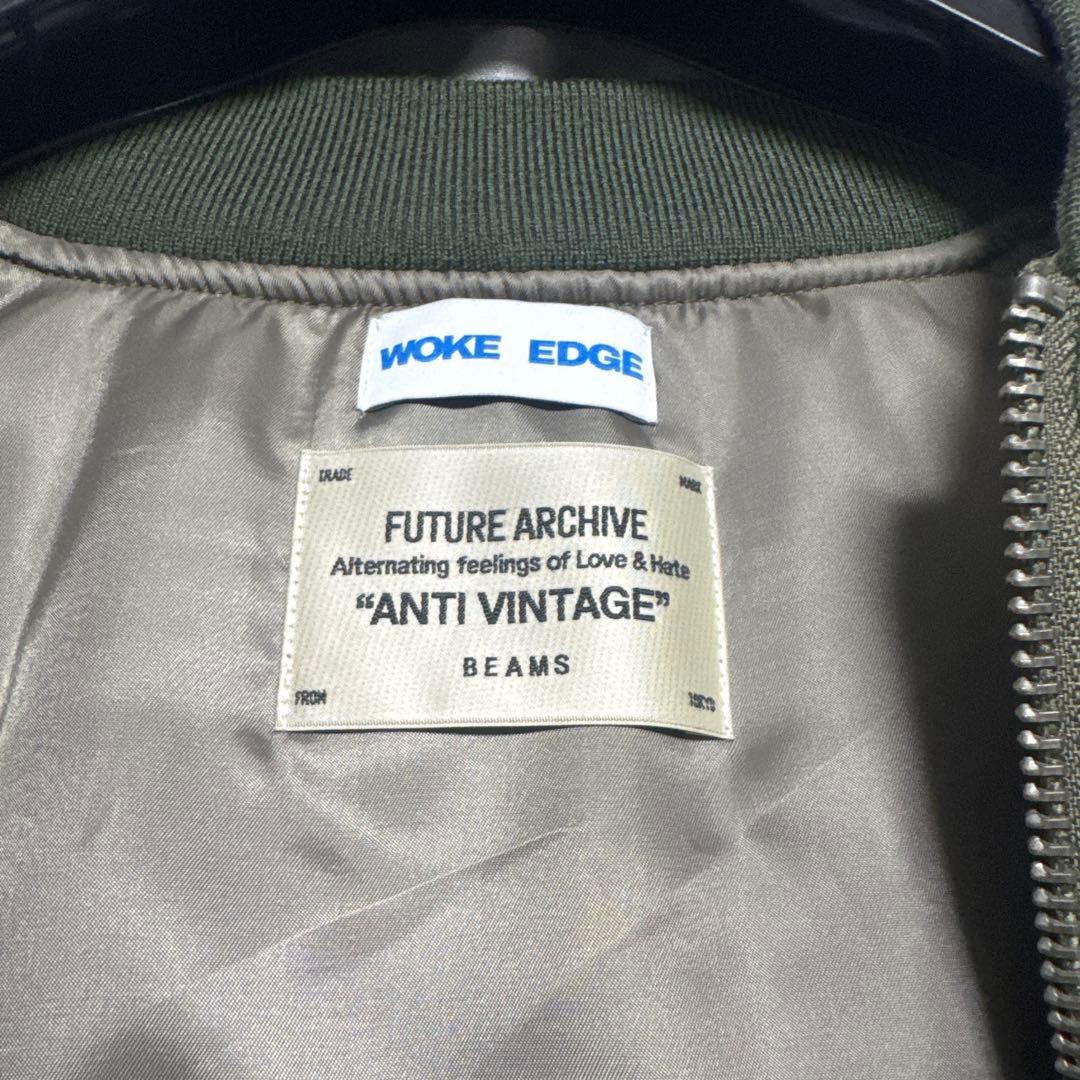 WOKE EDGE
TRADE MARK
FUTURE ARCHIVE
Alternating feelings of Love & Hate
“ANTI VINTAGE”
BEAMS
FROM